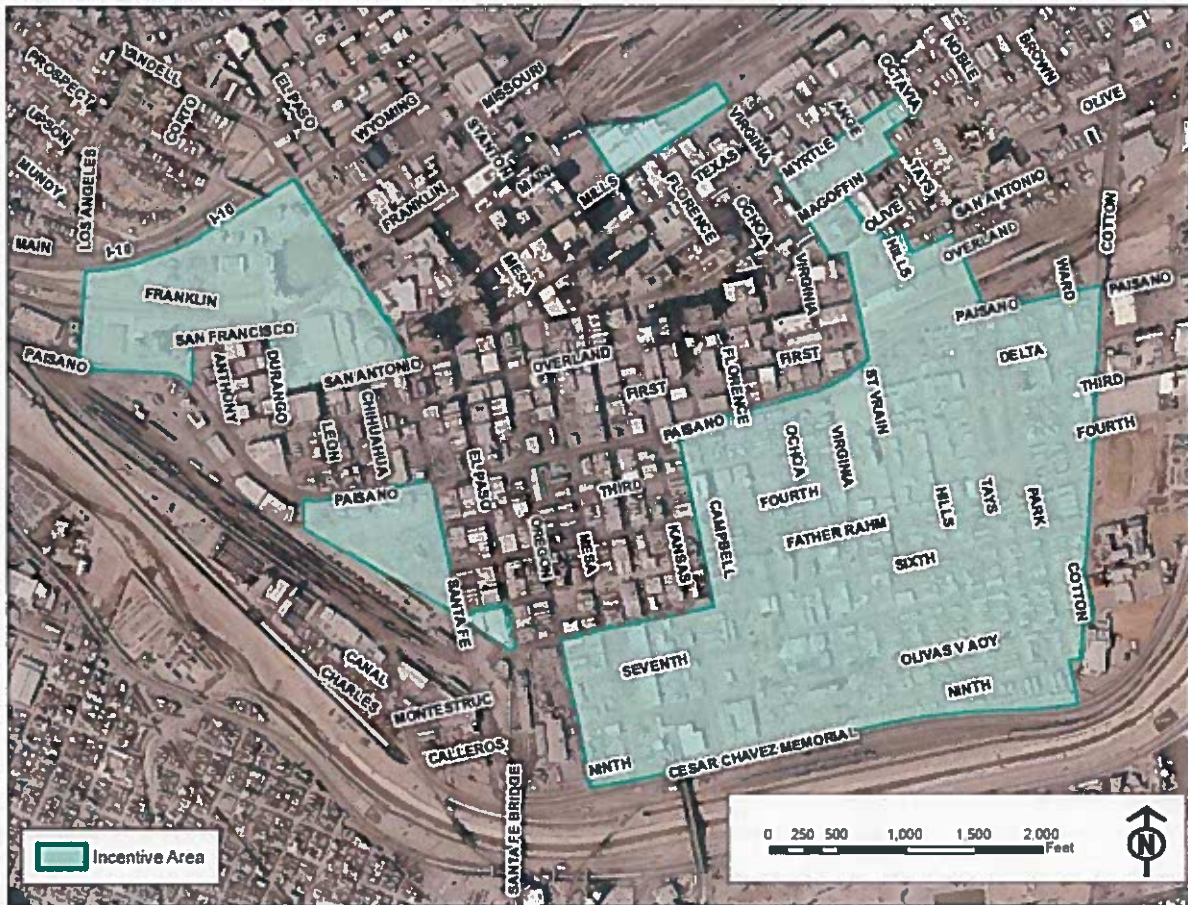 YANDELL
PROSPECT
UPSON
MUNDY
CORTO
LOS ANGELES
EL PASO
WYOMING
MISSOURI
STANTON
MAIN
FRANKLIN
MILLS
MESA
VIRGINIA
TEXAS
FLORENCE
OCHOA
MYRTLE
ANGE
OCTAVIA
NOBLE
BROWN
OLIVE
MAGOFFIN
TAYS
SAN ANTONIO
OLIVE
HILLS
OVERLAND
COTTON
VIRGINIA
I-10
I-10
MAIN
FRANKLIN
SAN FRANCISCO
PAISANO
ANTHONY
DURANGO
SAN ANTONIO
LEON
CHIHUAHUA
OVERLAND
FIRST
FLORENCE
FIRST
PAISANO
WARD
PAISANO
DELTA
THIRD
FOURTH
ST VRAIN
PAISANO
PAISANO
EL PASO
OREGON
THIRD
MESA
KANSAS
CAMPBELL
OCHOA
VIRGINIA
FOURTH
FATHER RAHM
HILLS
TAYS
PARK
SIXTH
COTTON
SANTA FE
SEVENTH
OLIVAS V AOY
NINTH
CANAL
CHARLES
MONTESTRUC
CALLEROS
NINTH
CESAR CHAVEZ MEMORIAL
SANTA FE BRIDGE
Incentive Area
0 250 500 1,000 1,500 2,000
Feet
N